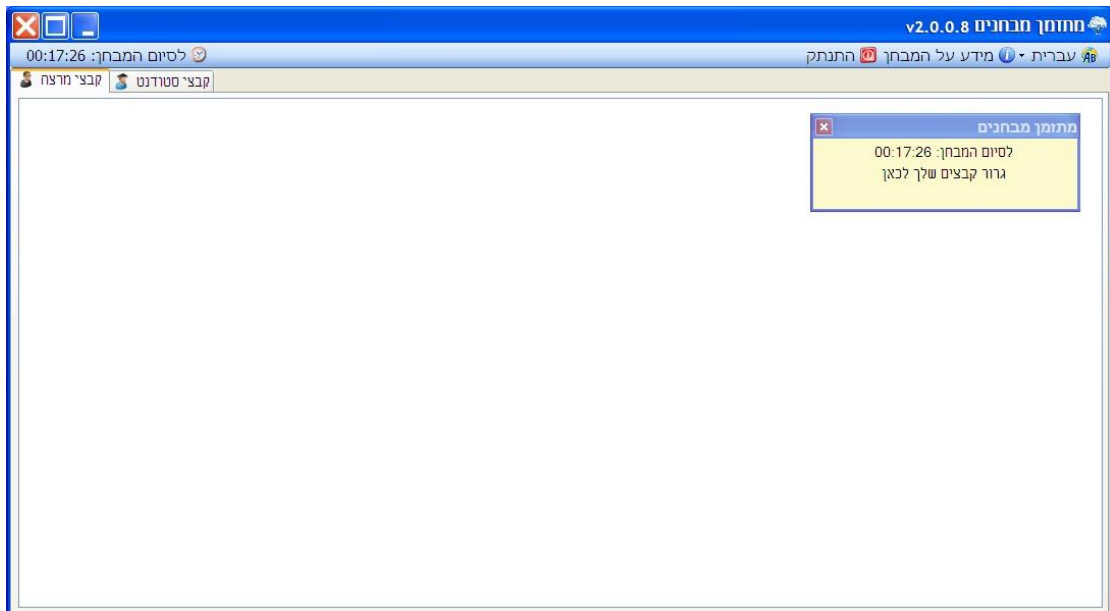 מתזמן מבחנים v2.0.0.8
עברית מידע על המבחן התנתק
לסיום המבחן: 00:17:26
קבצי סטודנט
קבצי מרצה
מתזמן מבחנים
לסיום המבחן: 00:17:26
גרור קבצים שלך לכאן